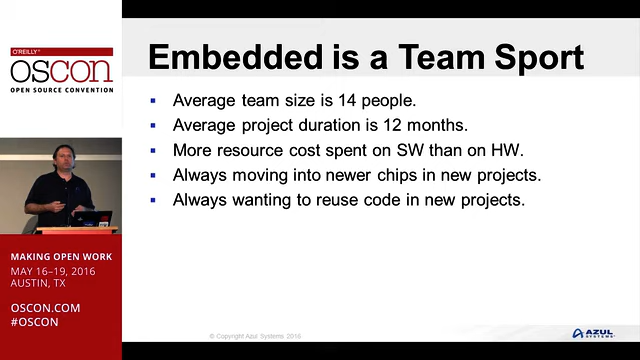 O'REILLY®
OSCON
OPEN SOURCE CONVENTION
MAKING OPEN WORK
MAY 16–19, 2016
AUSTIN, TX
OSCON.COM
#OSCON
Embedded is a Team Sport
▪ Average team size is 14 people.
▪ Average project duration is 12 months.
▪ More resource cost spent on SW than on HW.
▪ Always moving into newer chips in new projects.
▪ Always wanting to reuse code in new projects.
© Copyright Azul Systems 2016
AZUL
SYSTEMS